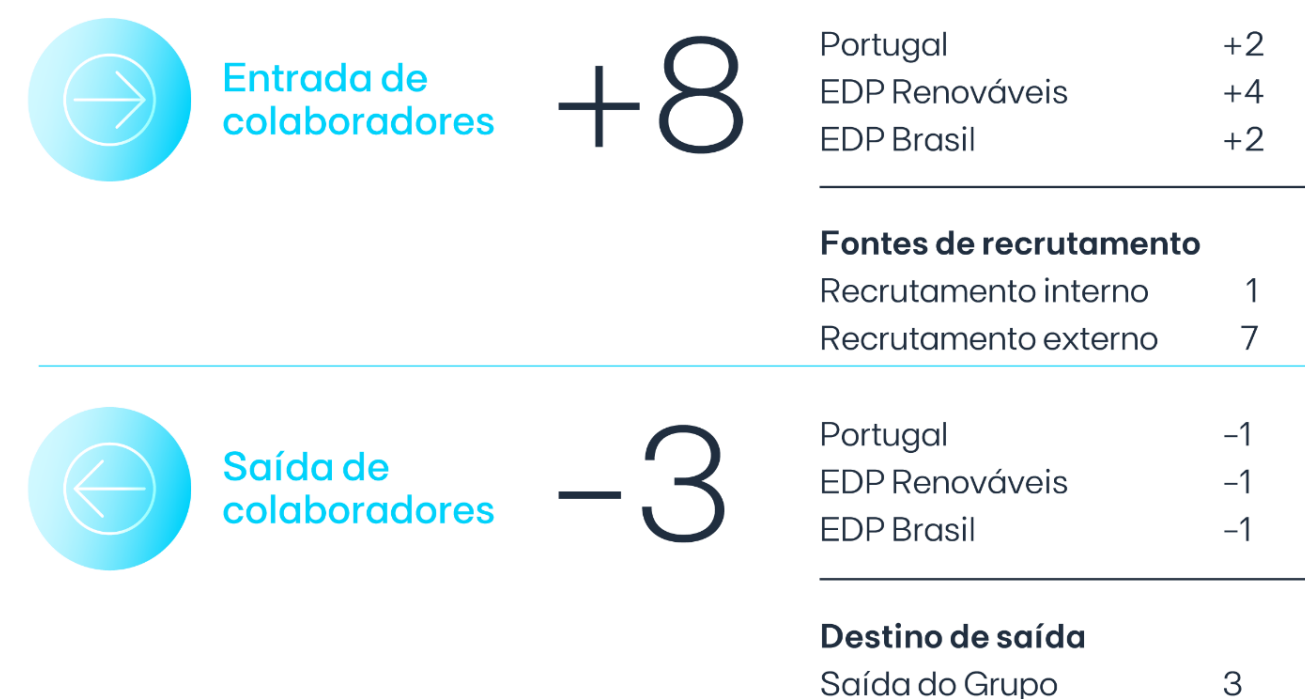 Entrada de
colaboradores
+8
Portugal +2
EDP Renováveis +4
EDP Brasil +2
Fontes de recrutamento
Recrutamento interno 1
Recrutamento externo 7
Saída de
colaboradores
-3
Portugal -1
EDP Renováveis -1
EDP Brasil -1
Destino de saída
Saída do Grupo 3